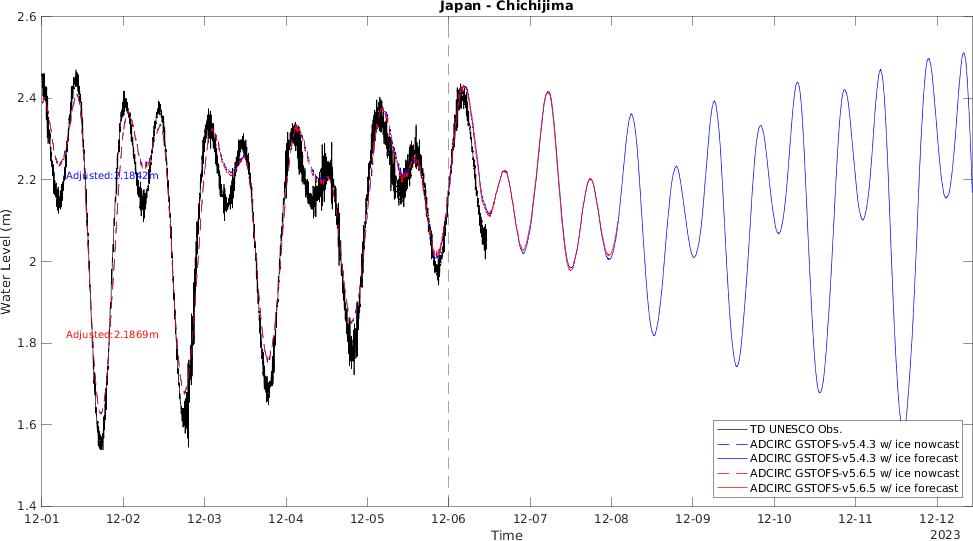 Japan - Chichijima
2.6
2.4
2.2
2
1.8
1.6
1.4
Water Level (m)
Adjusted:2.1842m
Adjusted:2.1869m
TD UNESCO Obs.
ADCIRC GSTOFS-v5.4.3 w/ ice nowcast
ADCIRC GSTOFS-v5.4.3 w/ ice forecast
ADCIRC GSTOFS-v5.6.5 w/ ice nowcast
ADCIRC GSTOFS-v5.6.5 w/ ice forecast
12-01 12-02 12-03 12-04 12-05 12-06 12-07 12-08 12-09 12-10 12-11 12-12
Time
2023